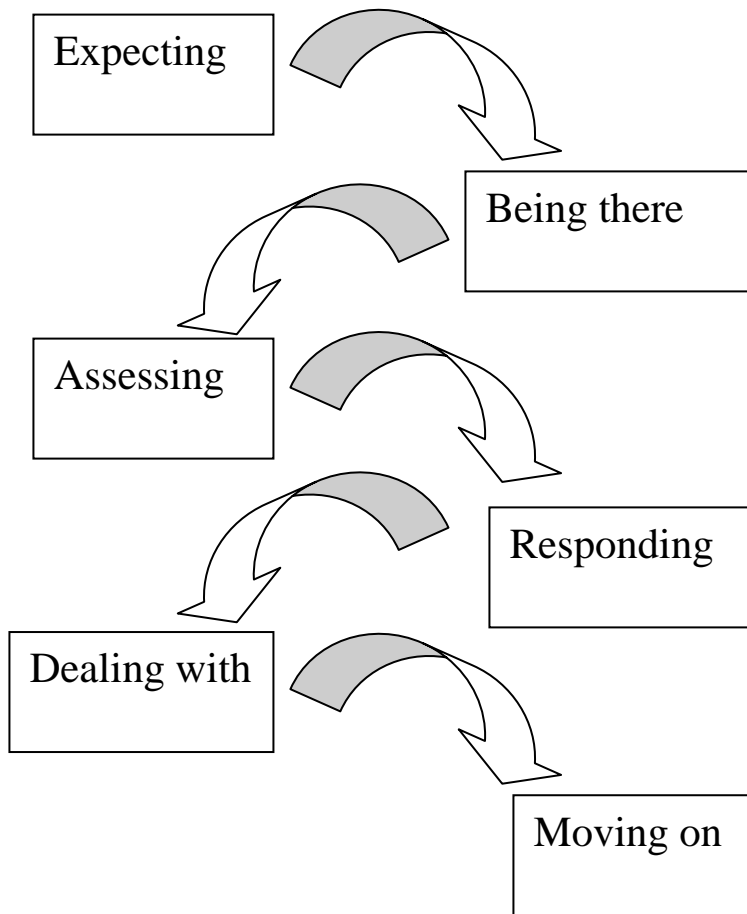 Expecting
Being there
Assessing
Responding
Dealing with
Moving on